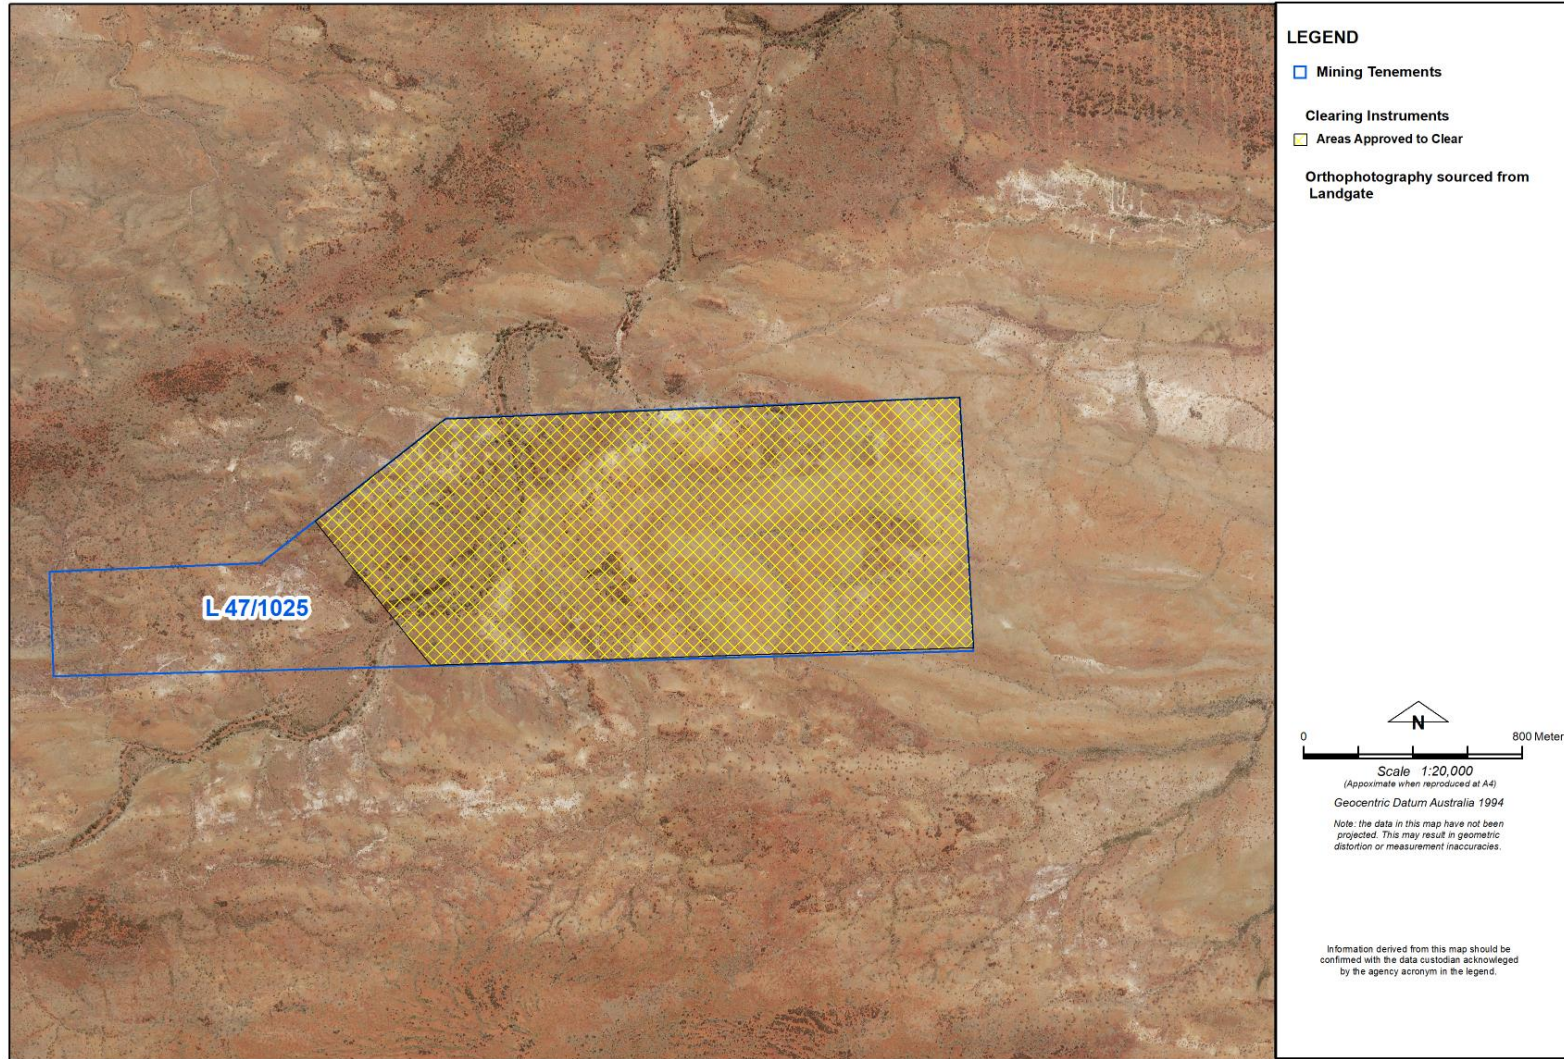 LEGEND
Mining Tenements
Clearing Instruments
Areas Approved to Clear
Orthophotography sourced from
Landgate
L 47/1025
N
0 800 Meter
Scale 1:20,000
(Appoximate when reproduced at A4)
Geocentric Datum Australia 1994
Note: the data in this map have not been
projected. This may result in geometric
distortion or measurement inaccuracies.
Information derived from this map should be
confirmed with the data custodian acknowleged
by the agency acronym in the legend.